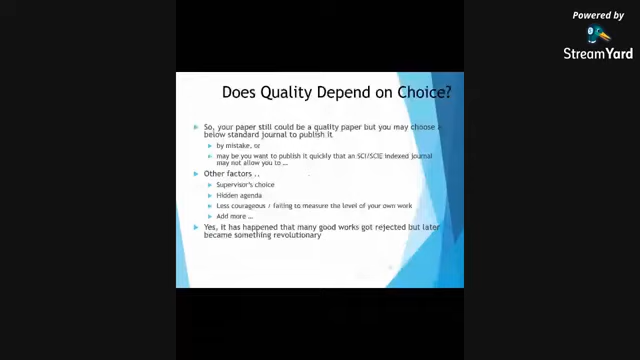 Powered by
StreamYard
Does Quality Depend on Choice?
So, your paper still could be a quality paper but you may choose a
below standard journal to publish it
by mistake, or
may be you want to publish it quickly that an SCI/SCIE indexed journal
may not allow you to …
Other factors ..
Supervisor's choice
Hidden agenda
Less courageous / failing to measure the level of your own work
Add more …
Yes, it has happened that many good works got rejected but later
became something revolutionary